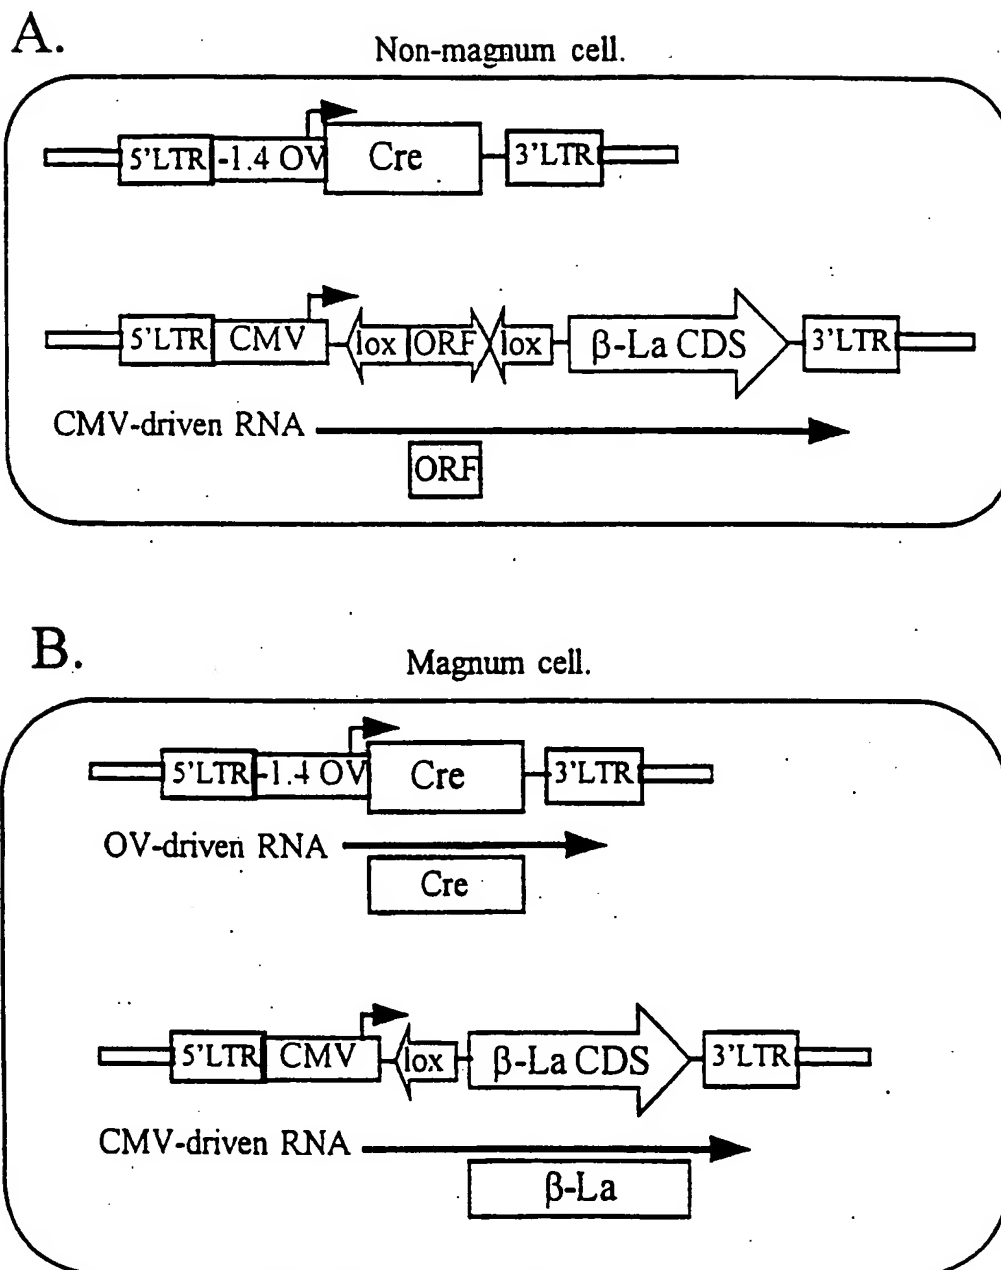 A.
Non-magnum cell.
5'LTR -1.4 OV Cre 3'LTR
5'LTR CMV lox ORF lox β-La CDS 3'LTR
CMV-driven RNA
ORF
B.
Magnum cell.
5'LTR -1.4 OV Cre 3'LTR
OV-driven RNA
Cre
5'LTR CMV lox β-La CDS 3'LTR
CMV-driven RNA
β-La